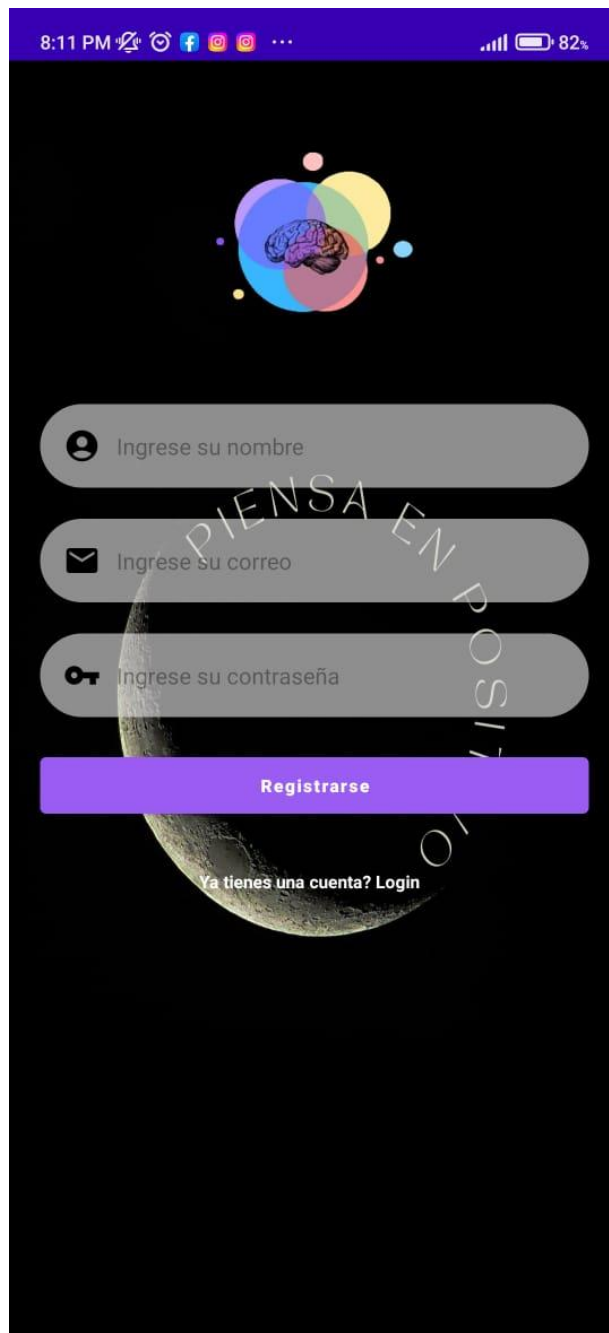 8:11 PM
82%
Ingrese su nombre
PIENSA EN POSIT
O
Ingrese su correo
Ingrese su contraseña
Registrarse
Ya tienes una cuenta? Login